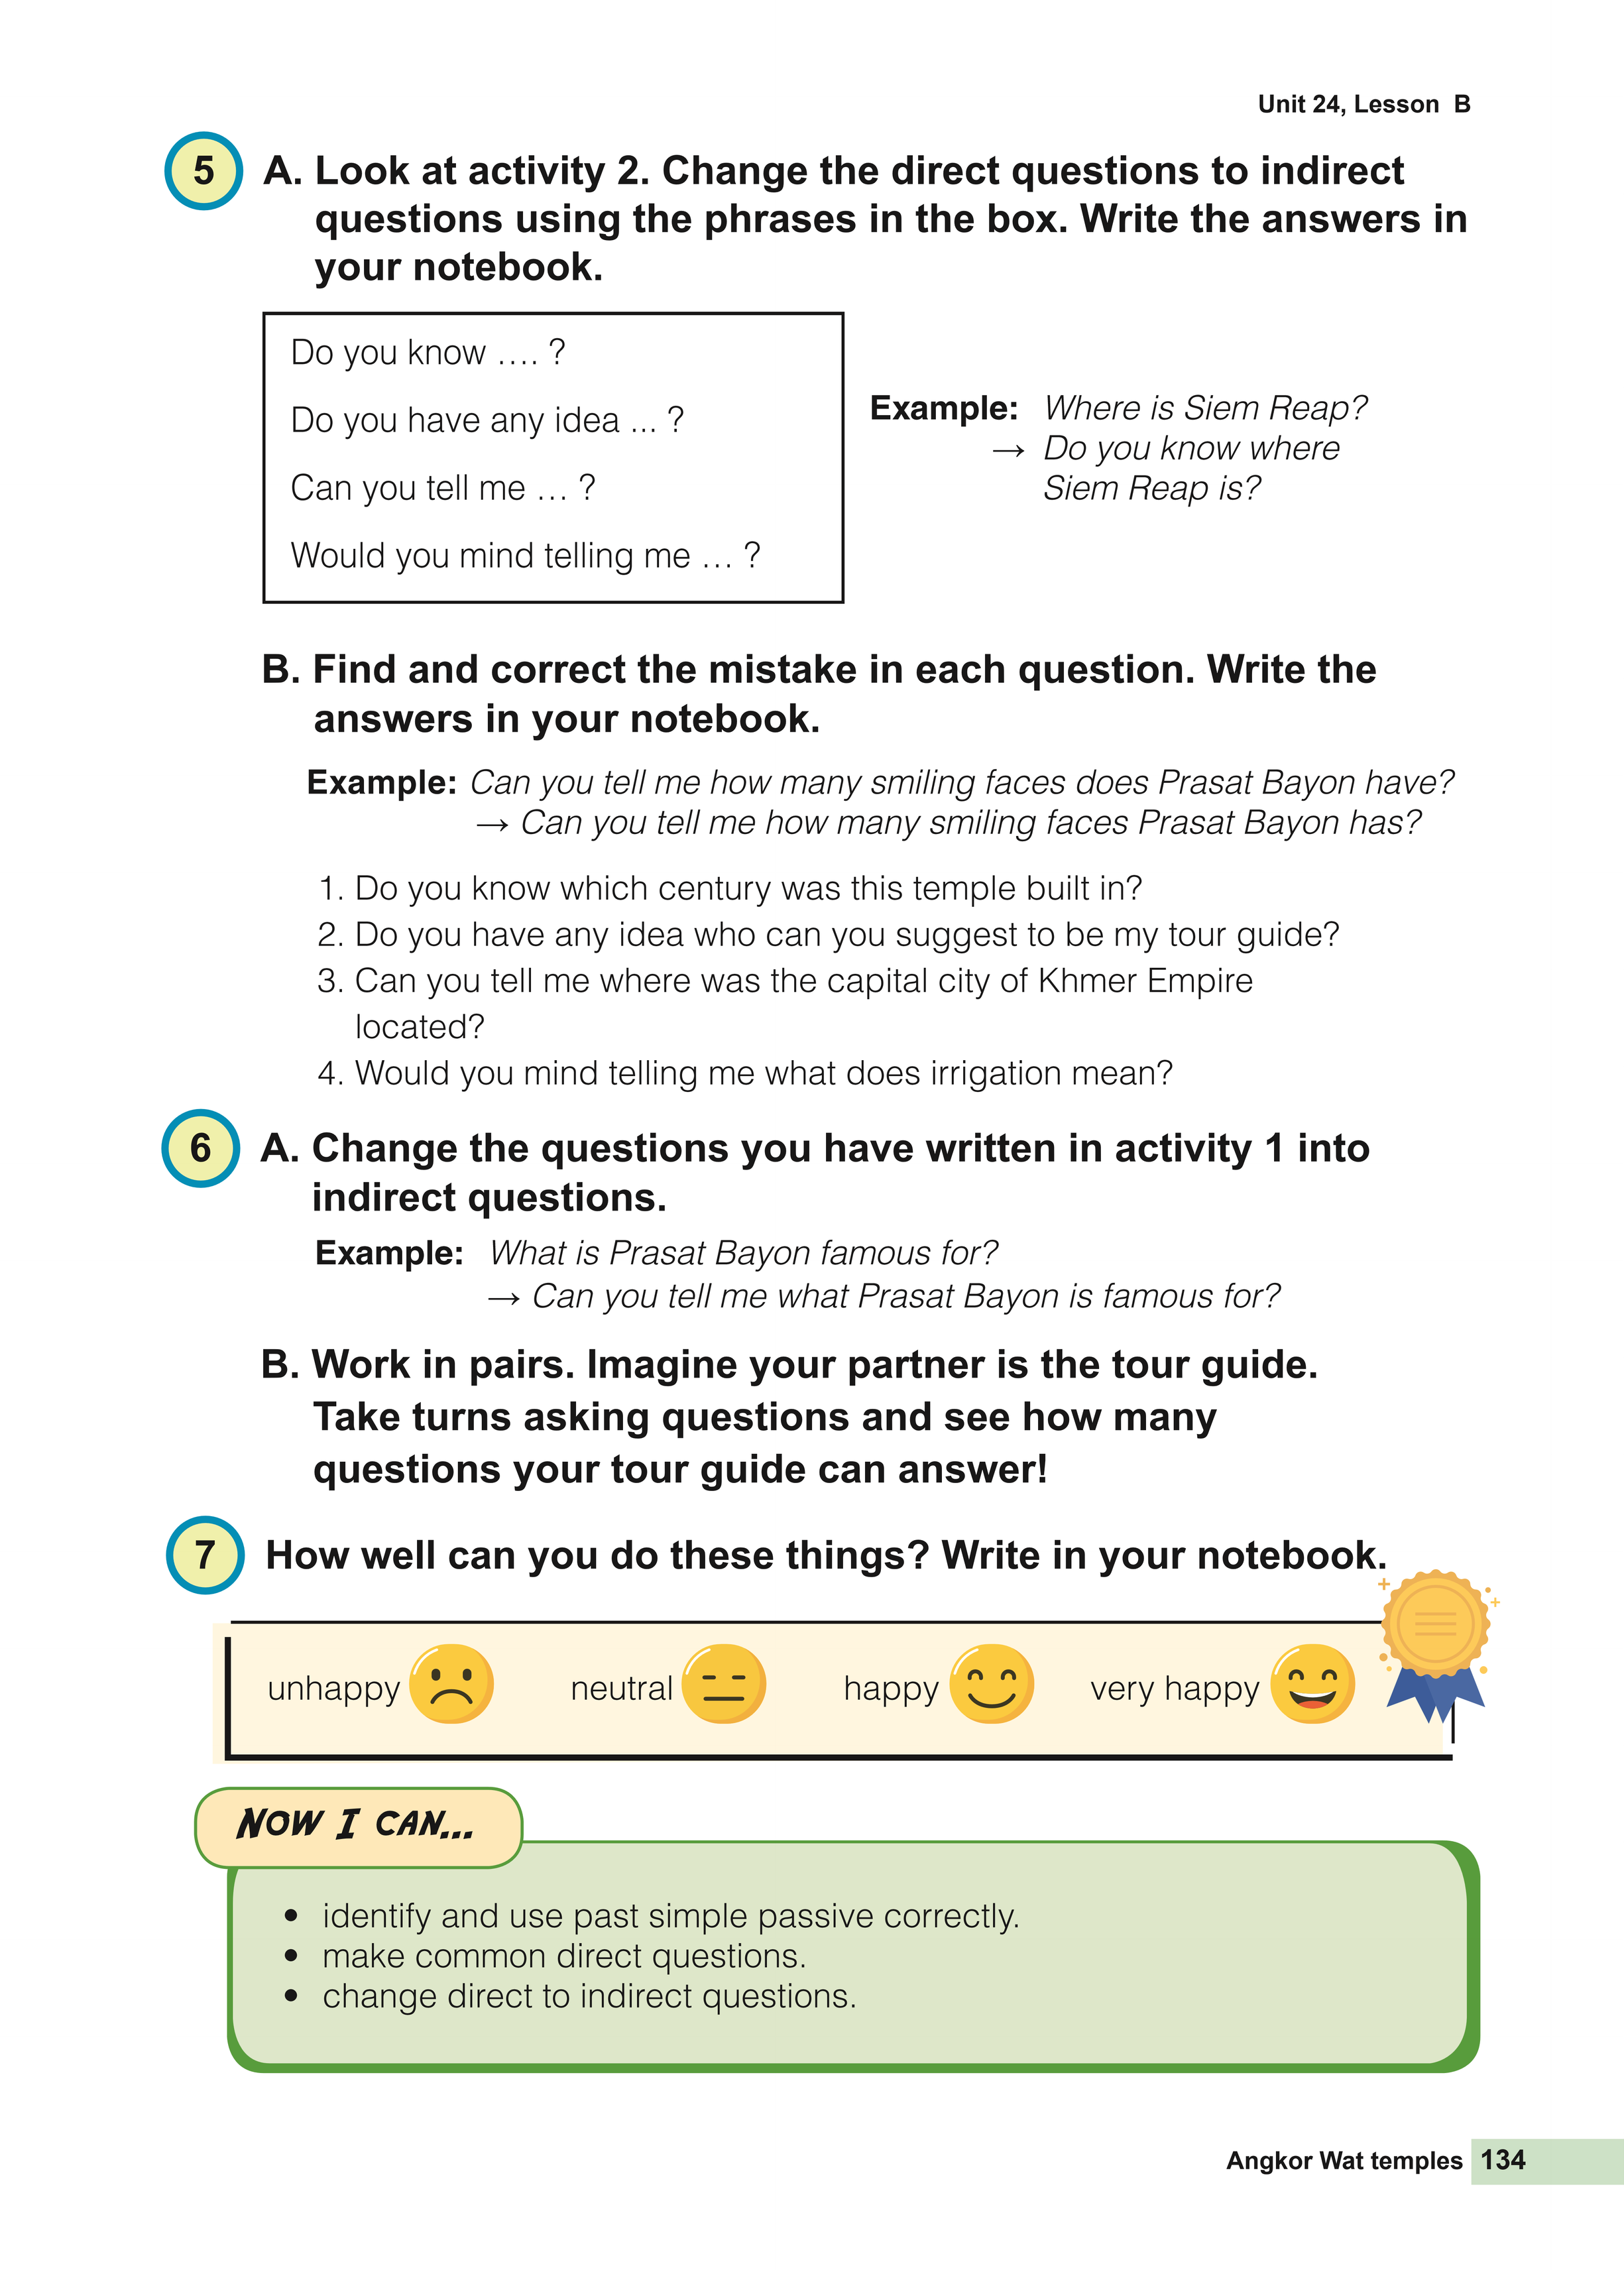 Unit 24, Lesson B
5
A. Look at activity 2. Change the direct questions to indirect
questions using the phrases in the box. Write the answers in
your notebook.
Do you know .... ?
Do you have any idea ... ?
Can you tell me ... ?
Would you mind telling me ... ?
Example: Where is Siem Reap?
→ Do you know where
Siem Reap is?
B. Find and correct the mistake in each question. Write the
answers in your notebook.
Example: Can you tell me how many smiling faces does Prasat Bayon have?
→ Can you tell me how many smiling faces Prasat Bayon has?
1. Do you know which century was this temple built in?
2. Do you have any idea who can you suggest to be my tour guide?
3. Can you tell me where was the capital city of Khmer Empire
located?
4. Would you mind telling me what does irrigation mean?
6
A. Change the questions you have written in activity 1 into
indirect questions.
Example: What is Prasat Bayon famous for?
→ Can you tell me what Prasat Bayon is famous for?
B. Work in pairs. Imagine your partner is the tour guide.
Take turns asking questions and see how many
questions your tour guide can answer!
7
How well can you do these things? Write in your notebook.
unhappy neutral happy very happy
Now I can...
• identify and use past simple passive correctly.
• make common direct questions.
• change direct to indirect questions.
Angkor Wat temples 134